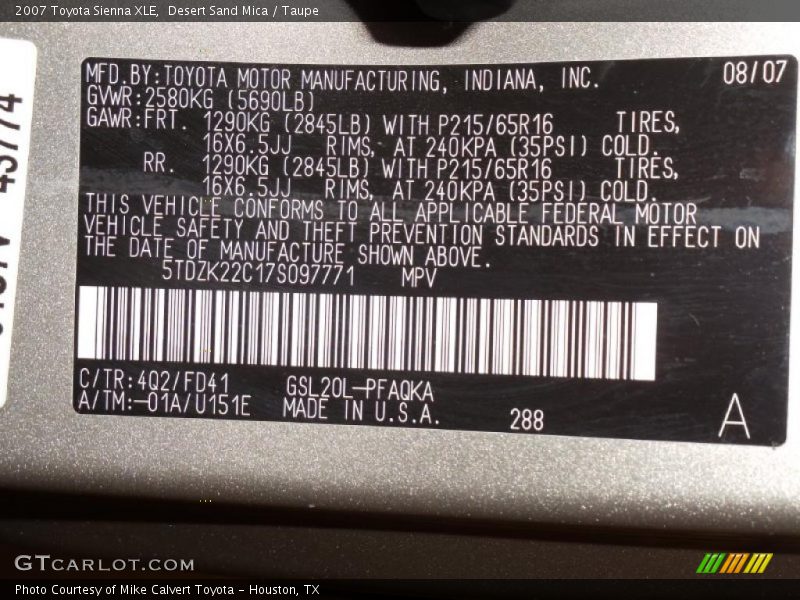 2007 Toyota Sienna XLE, Desert Sand Mica / Taupe
MFD.BY:TOYOTA MOTOR MANUFACTURING, INDIANA, INC. 08/07
GVWR:2580KG (5690LB)
GAWR:FRT. 1290KG (2845LB) WITH P215/65R16 TIRES,
16X6.5JJ RIMS, AT 240KPA (35PSI) COLD.
RR. 1290KG (2845LB) WITH P215/65R16 TIRES,
16X6.5JJ RIMS, AT 240KPA (35PSI) COLD.
THIS VEHICLE CONFORMS TO ALL APPLICABLE FEDERAL MOTOR
VEHICLE SAFETY AND THEFT PREVENTION STANDARDS IN EFFECT ON
THE DATE OF MANUFACTURE SHOWN ABOVE.
5TDZK22C17S097771 MPV
C/TR:4Q2/FD41 GSL20L-PFAQKA
A/TM:-01A/U151E MADE IN U.S.A. 288 A
GTCARLOT.COM
Photo Courtesy of Mike Calvert Toyota - Houston, TX